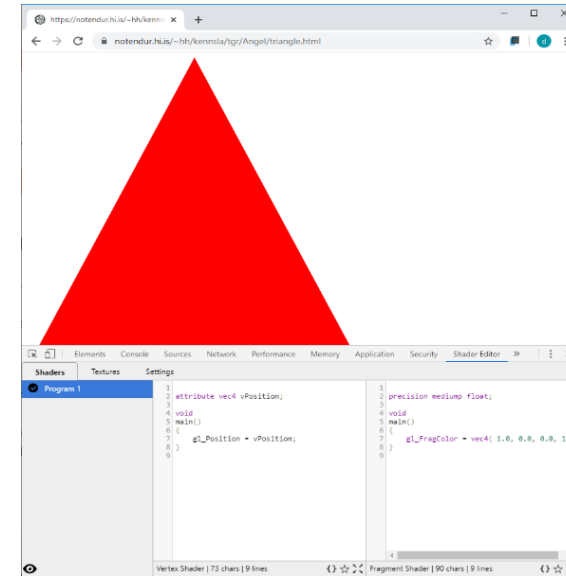 https://notendur.hi.is/~hh/kenns
notendur.hi.is/~hh/kennsla/tgr/Angel/triangle.html
d
Elements Console Sources Network Performance Memory Application Security Shader Editor »
Shaders Textures Settings
Program 1
1
2 attribute vec4 vPosition;
3
4 void
5 main()
6 {
7 gl_Position = vPosition;
8 }
9
Vertex Shader | 73 chars | 9 lines
1
2 precision mediump float;
3
4 void
5 main()
6 {
7 gl_FragColor = vec4( 1.0, 0.0, 0.0, 1
8 }
9
Fragment Shader | 90 chars | 9 lines